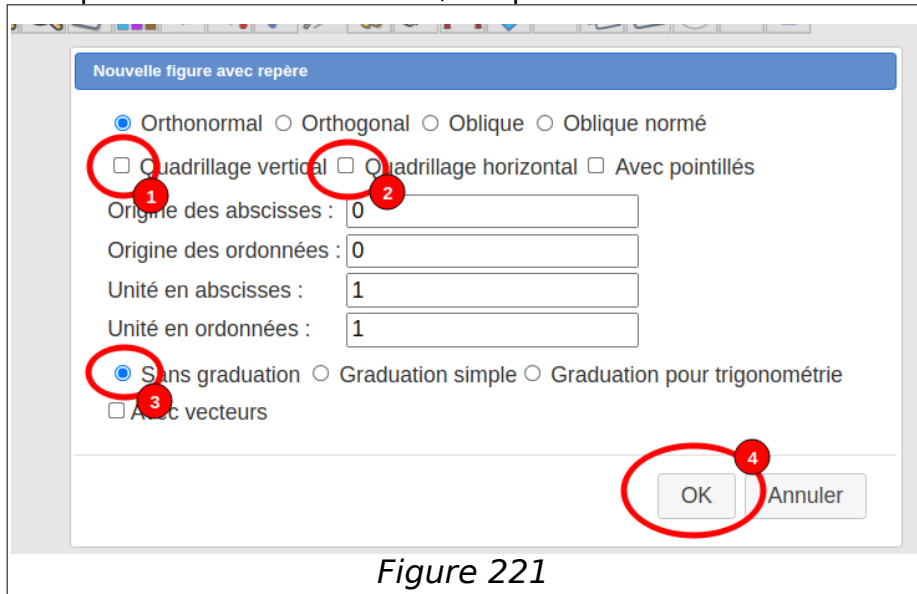 Nouvelle figure avec repère
Orthonormal Orthogonal Oblique Oblique normé
Quadrillage vertical Quadrillage horizontal Avec pointillés
1 2
Origine des abscisses : 0
Origine des ordonnées : 0
Unité en abscisses : 1
Unité en ordonnées : 1
Sans graduation Graduation simple Graduation pour trigonométrie
3
Avec vecteurs
4
OK Annuler
Figure 221